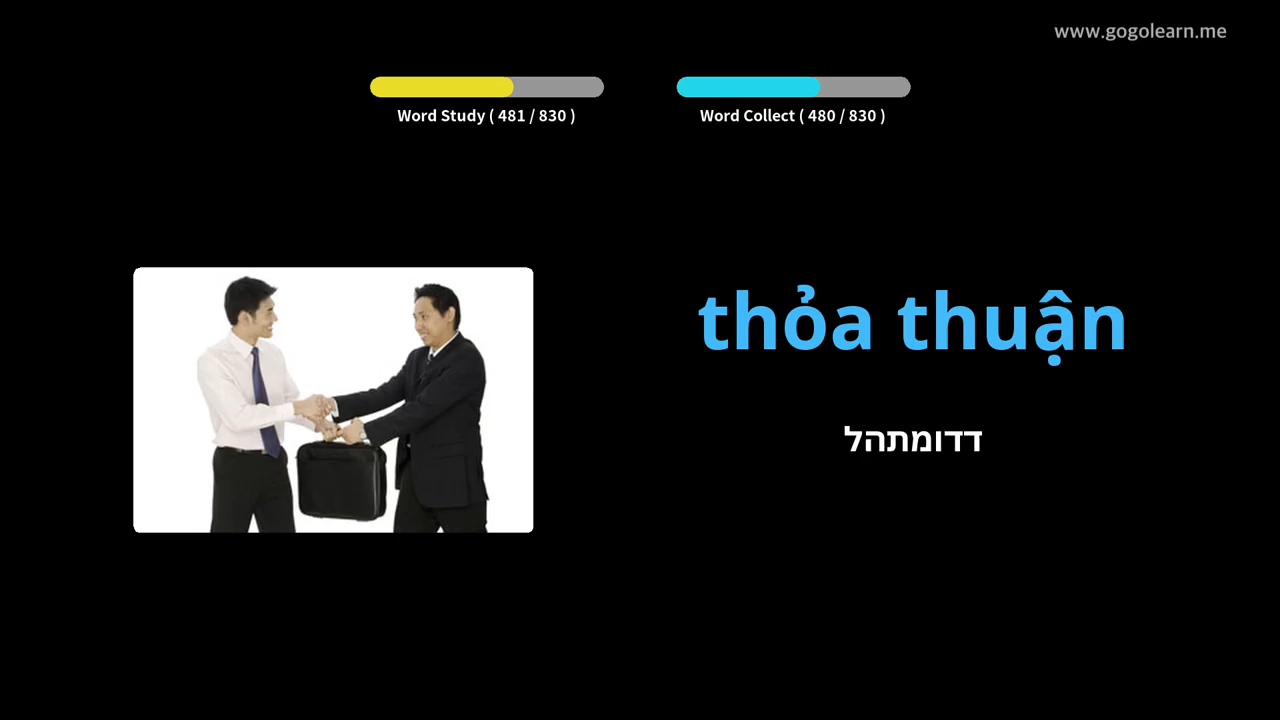 www.gogolearn.me
Word Study ( 481 / 830 )
Word Collect ( 480 / 830 )
thỏa thuận
דדומתהל